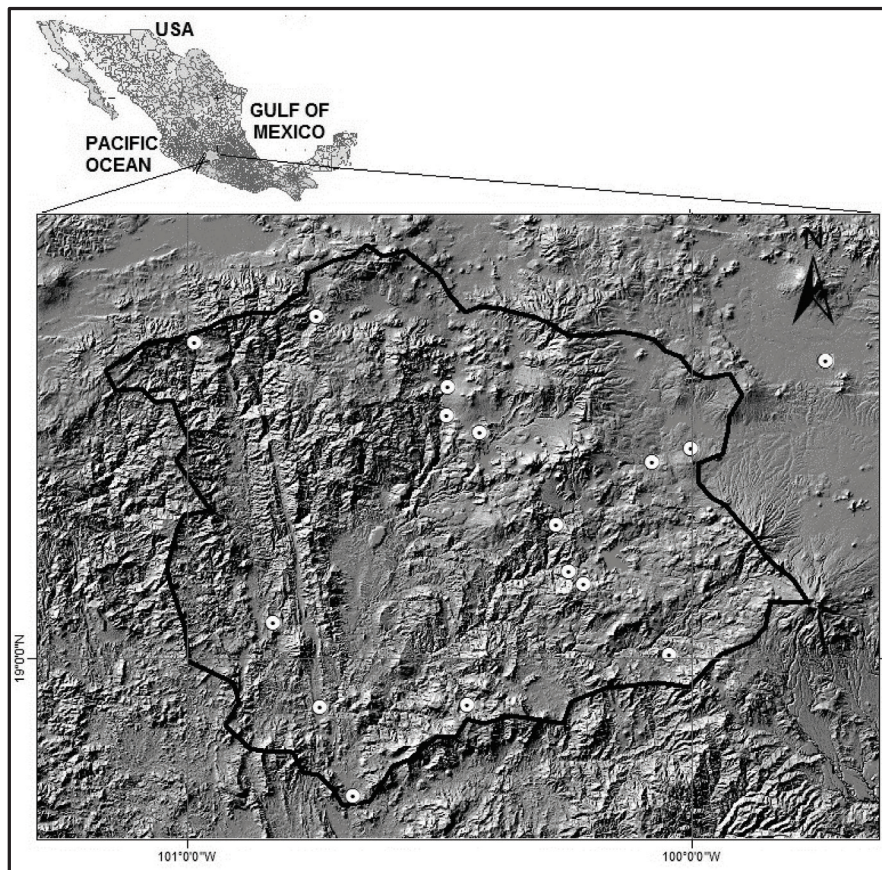 USA
GULF OF
MEXICO
PACIFIC
OCEAN
N
19°0'0"N
101°0'0"W
100°0'0"W